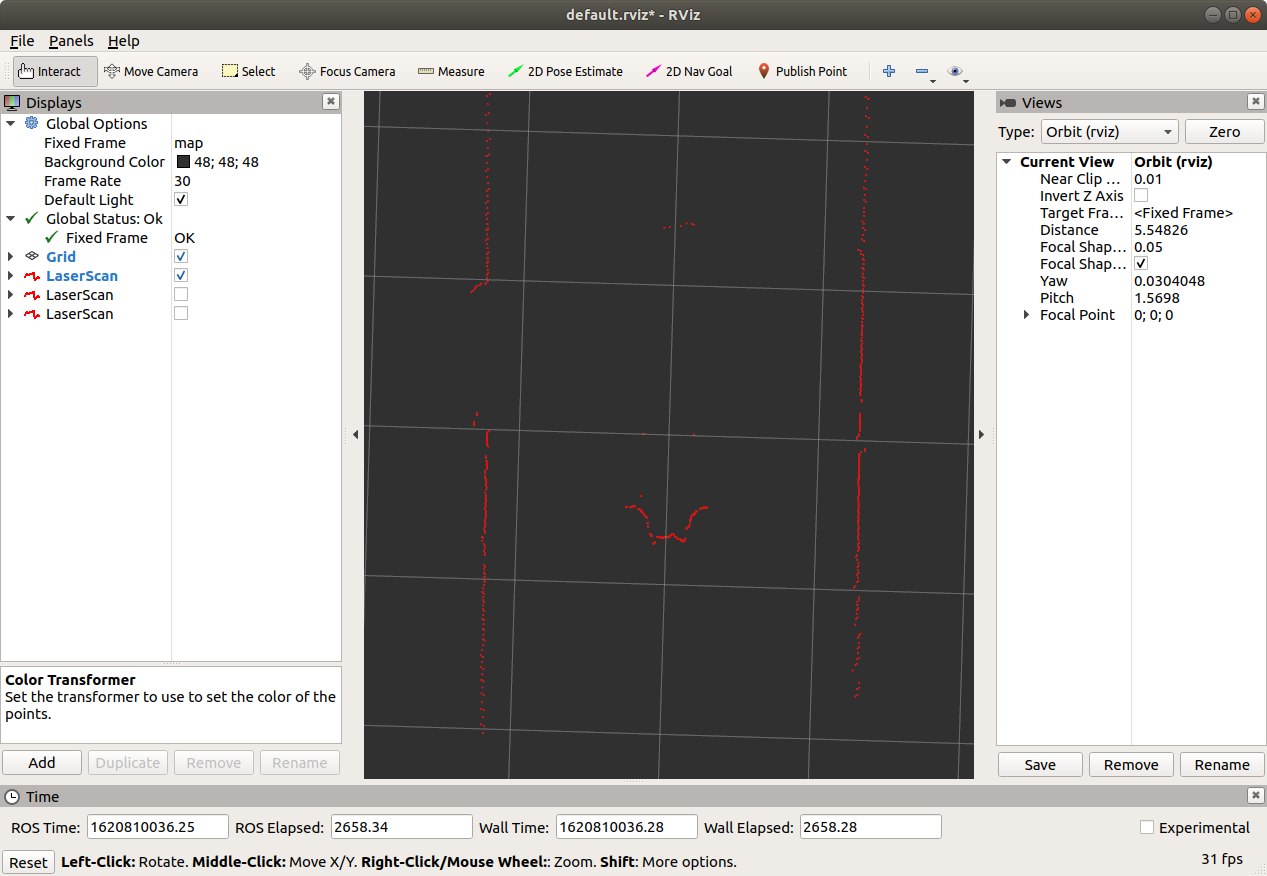 default.rviz* - RViz
File Panels Help
Interact Move Camera Select Focus Camera Measure 2D Pose Estimate 2D Nav Goal Publish Point
Displays
Global Options
Fixed Frame map
Background Color 48; 48; 48
Frame Rate 30
Default Light
Global Status: Ok
Fixed Frame OK
Grid
LaserScan
LaserScan
LaserScan
Color Transformer
Set the transformer to use to set the color of the
points.
Add Duplicate Remove Rename
Views
Type: Orbit (rviz) Zero
Current View Orbit (rviz)
Near Clip ... 0.01
Invert Z Axis
Target Fra... <Fixed Frame>
Distance 5.54826
Focal Shap... 0.05
Focal Shap...
Yaw 0.0304048
Pitch 1.5698
Focal Point 0; 0; 0
Save Remove Rename
Time
ROS Time: 1620810036.25 ROS Elapsed: 2658.34 Wall Time: 1620810036.28 Wall Elapsed: 2658.28 Experimental
Reset Left-Click: Rotate. Middle-Click: Move X/Y. Right-Click/Mouse Wheel:: Zoom. Shift: More options. 31 fps